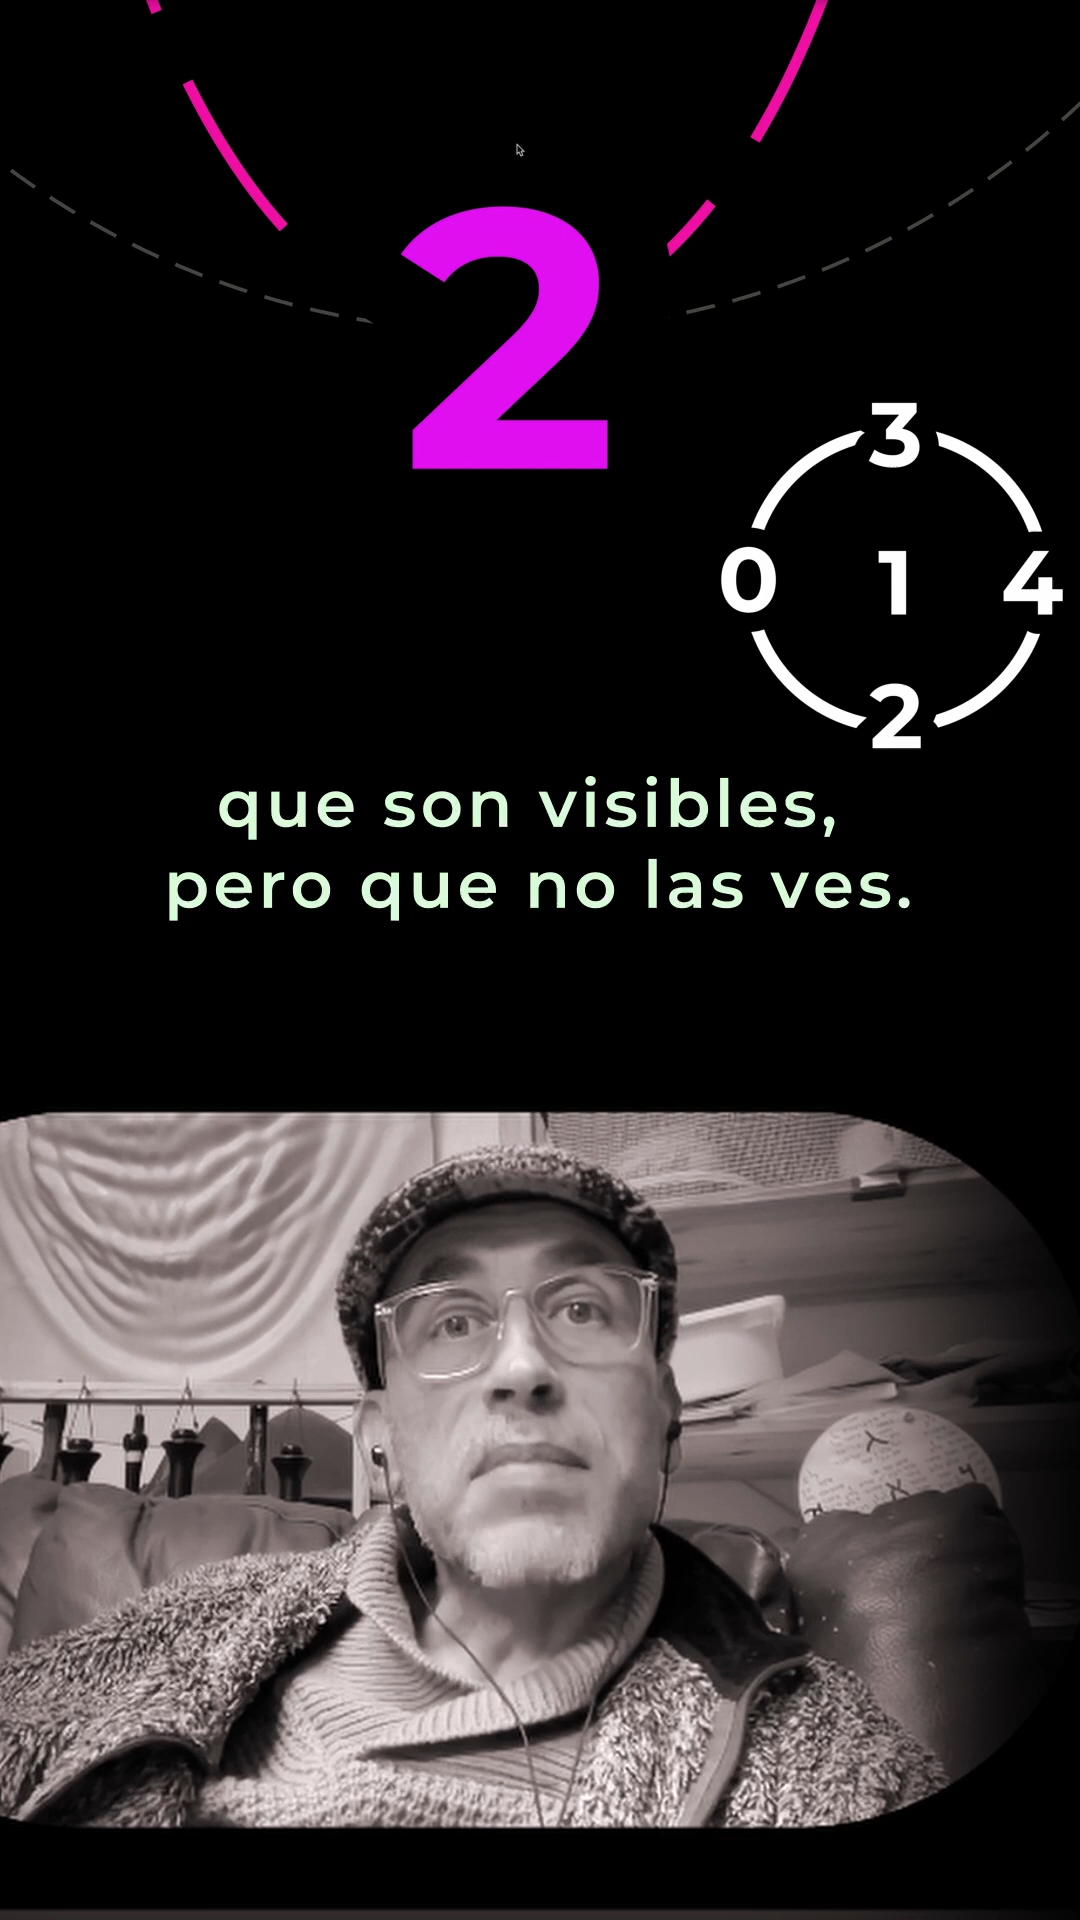 2
3
0 1 4
2
que son visibles,
pero que no las ves.